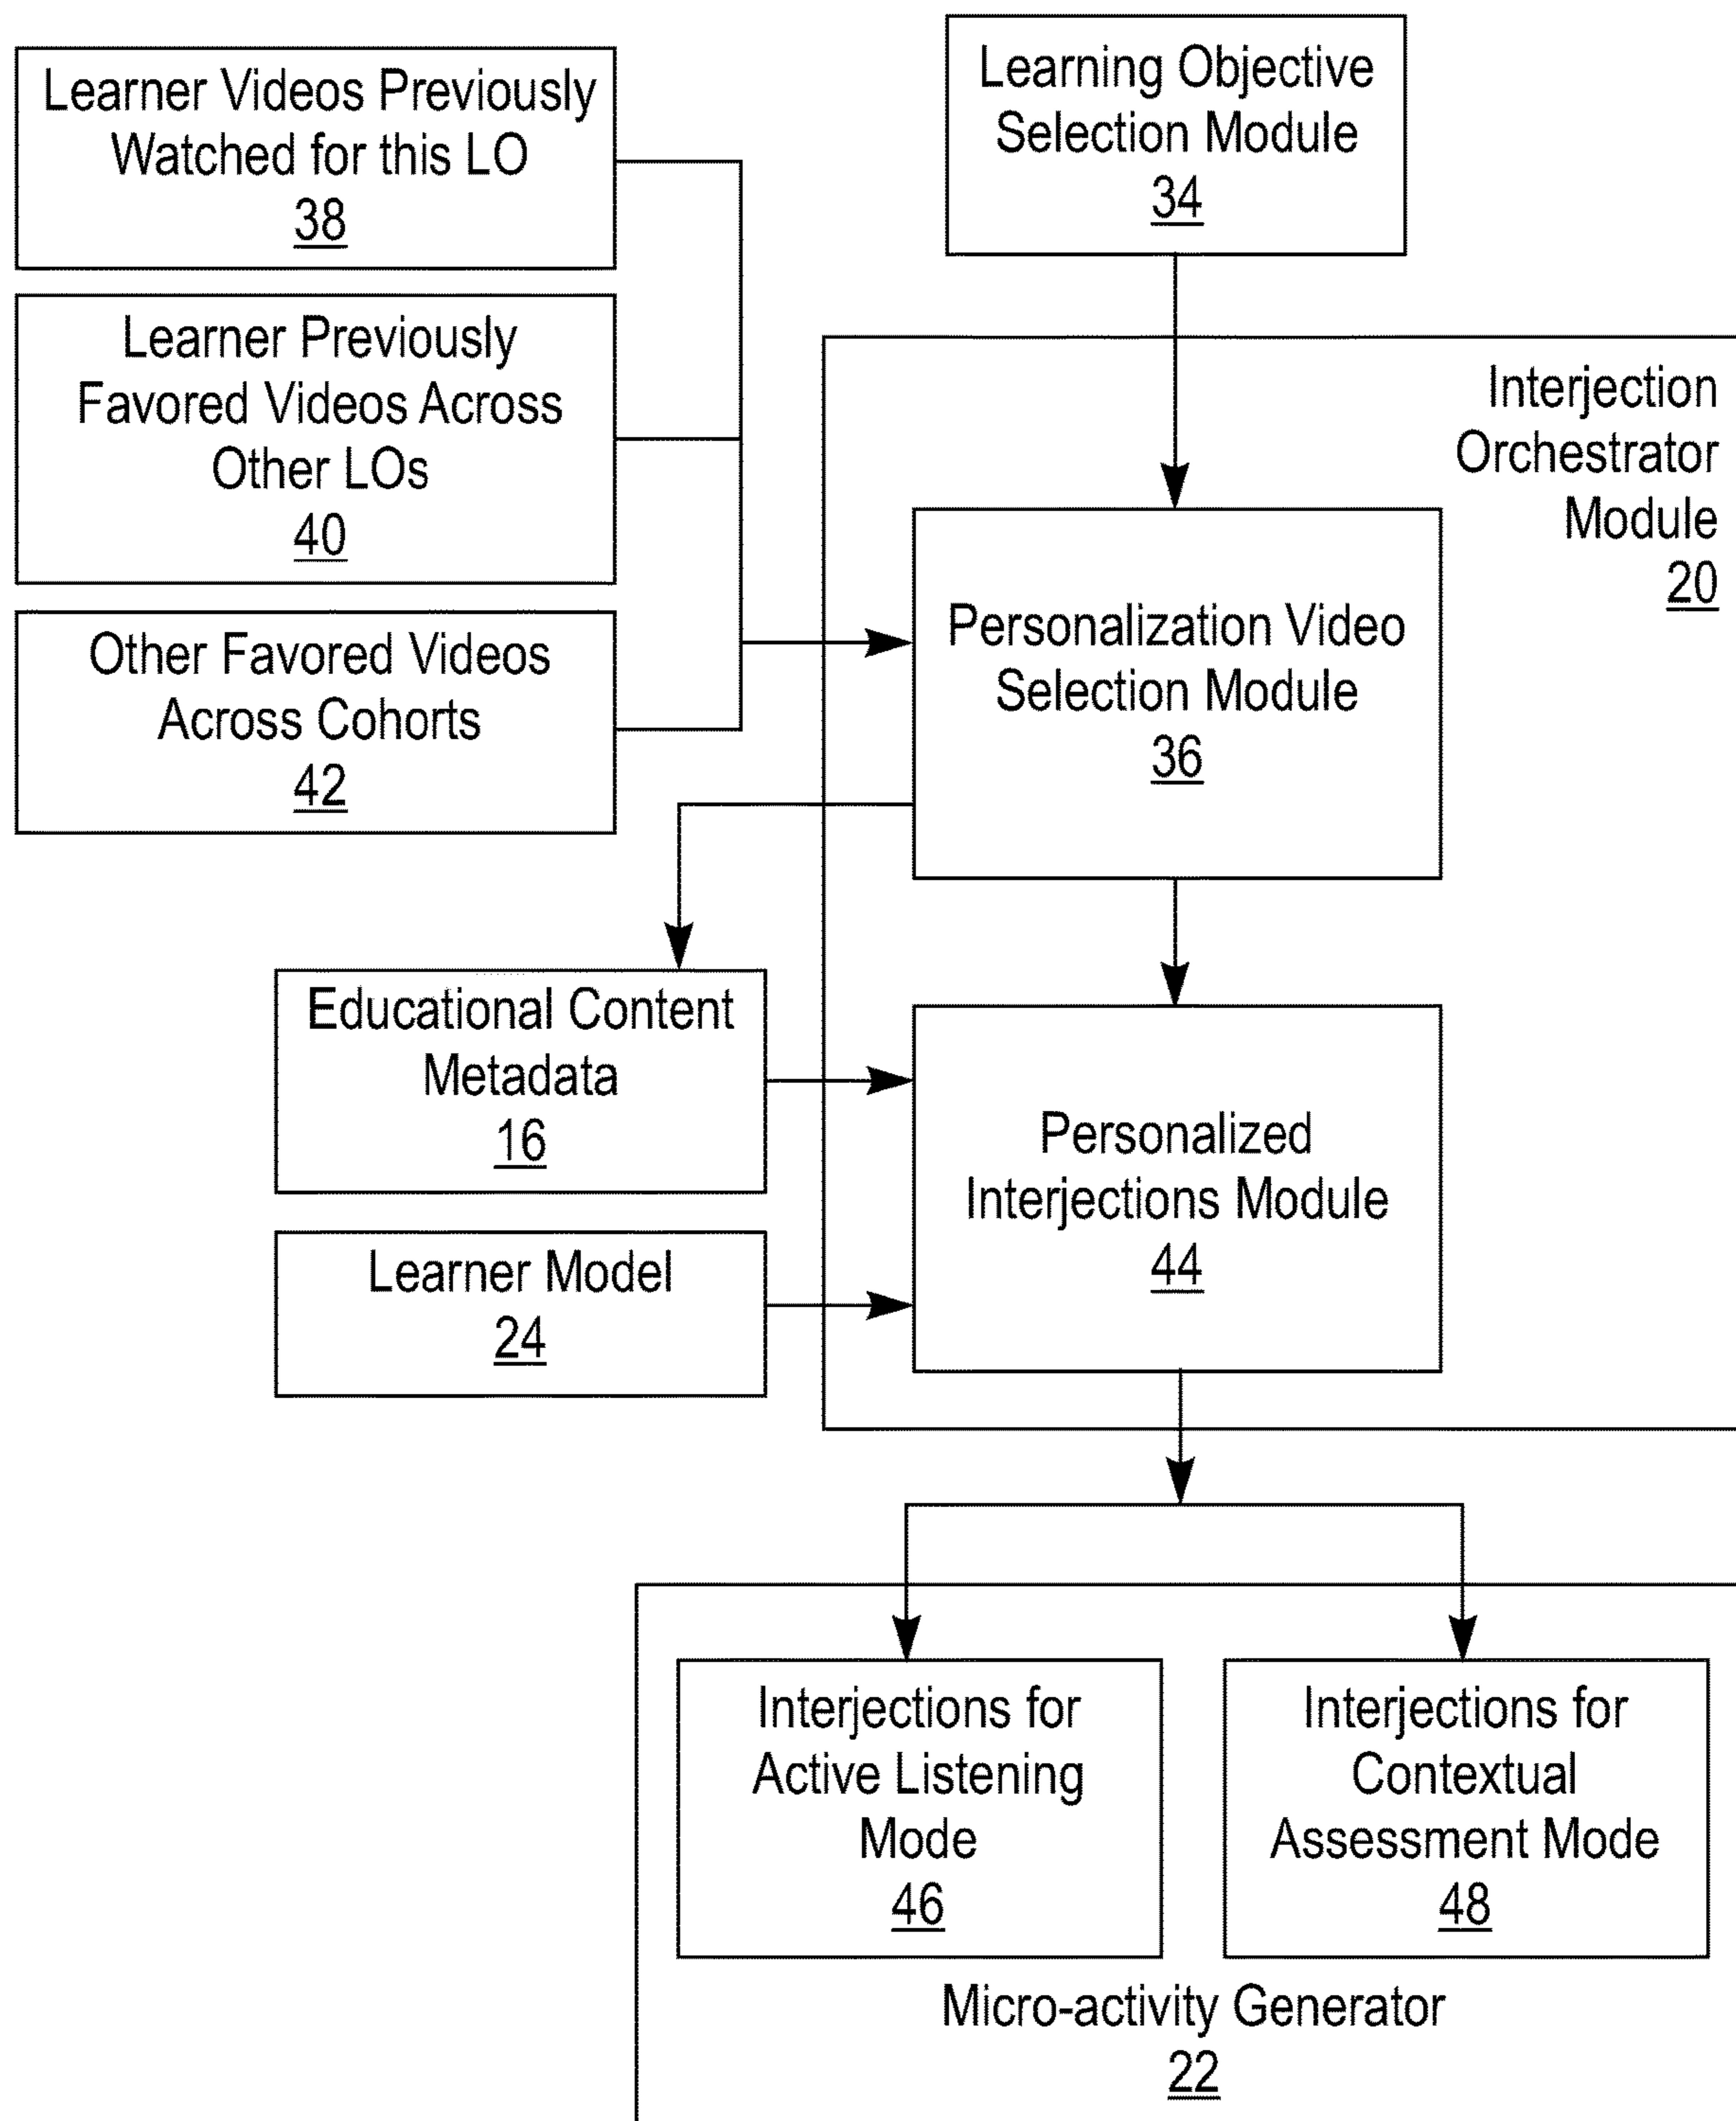 Learner Videos Previously
Watched for this LO
38
Learning Objective
Selection Module
34
Learner Previously
Favored Videos Across
Other LOs
40
Interjection
Orchestrator
Module
20
Other Favored Videos
Across Cohorts
42
Personalization Video
Selection Module
36
Educational Content
Metadata
16
Personalized
Interjections Module
44
Learner Model
24
Interjections for
Active Listening
Mode
46
Interjections for
Contextual
Assessment Mode
48
Micro-activity Generator
22